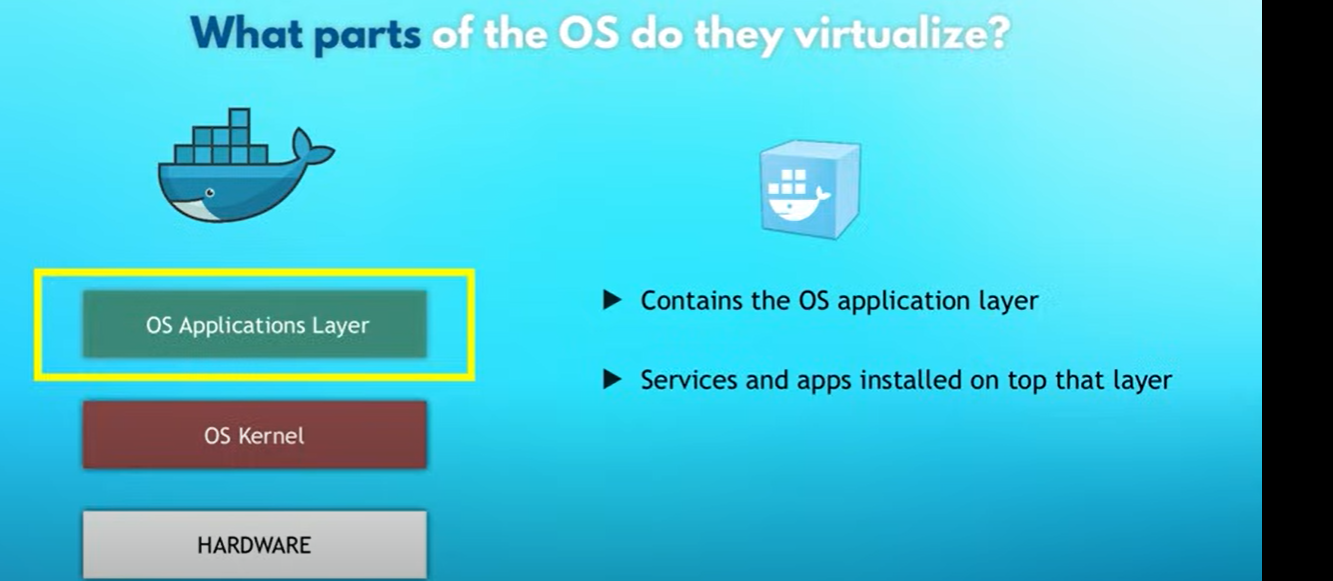 What parts of the OS do they virtualize?
OS Applications Layer
OS Kernel
HARDWARE
Contains the OS application layer
Services and apps installed on top that layer